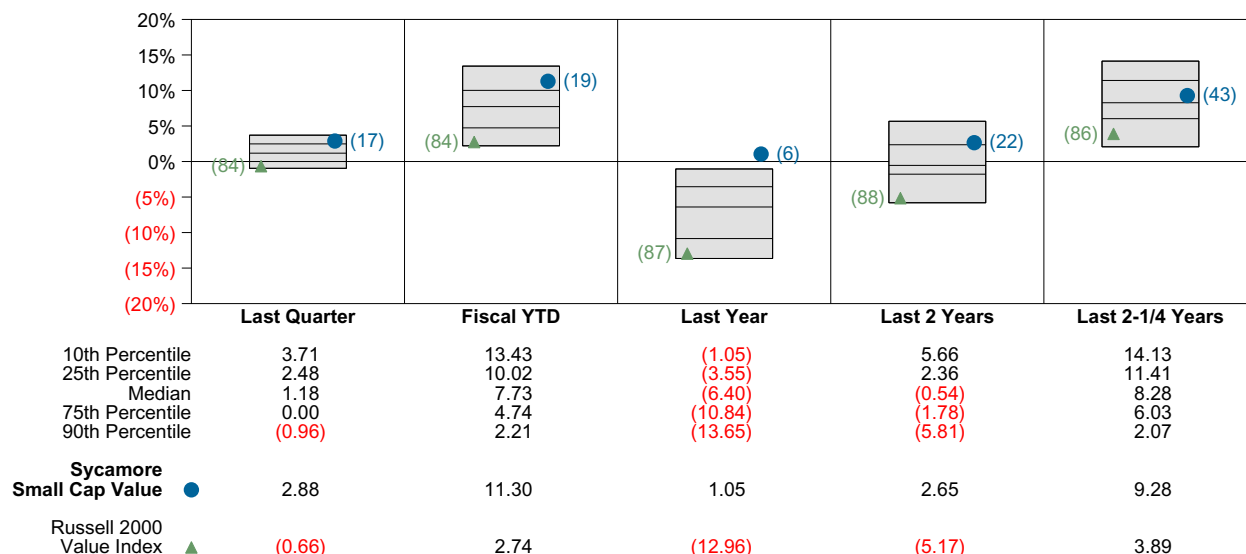 20%
15%
10%
5%
0%
(5%)
(10%)
(15%)
(20%)
(17)
(84)
(19)
(84)
(6)
(87)
(22)
(88)
(43)
(86)
Last Quarter Fiscal YTD Last Year Last 2 Years Last 2-1/4 Years
10th Percentile 3.71 13.43 (1.05) 5.66 14.13
25th Percentile 2.48 10.02 (3.55) 2.36 11.41
Median 1.18 7.73 (6.40) (0.54) 8.28
75th Percentile 0.00 4.74 (10.84) (1.78) 6.03
90th Percentile (0.96) 2.21 (13.65) (5.81) 2.07
Sycamore
Small Cap Value 2.88 11.30 1.05 2.65 9.28
Russell 2000
Value Index (0.66) 2.74 (12.96) (5.17) 3.89